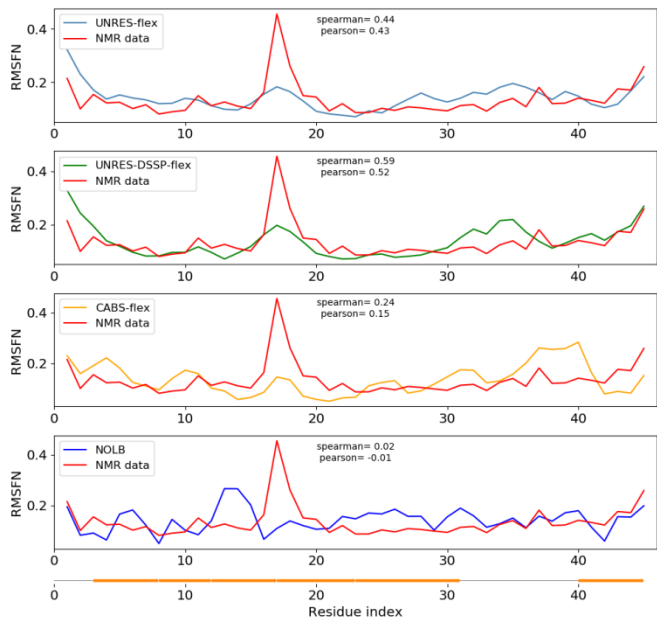 UNRES-flex
NMR data
spearman= 0.44
pearson= 0.43
RMSFN
0.4
0.2
0 10 20 30 40
UNRES-DSSP-flex
NMR data
spearman= 0.59
pearson= 0.52
RMSFN
0.4
0.2
0 10 20 30 40
CABS-flex
NMR data
spearman= 0.24
pearson= 0.15
RMSFN
0.4
0.2
0 10 20 30 40
NOLB
NMR data
spearman= 0.02
pearson= -0.01
RMSFN
0.4
0.2
0 10 20 30 40
0 10 20 30 40
Residue index